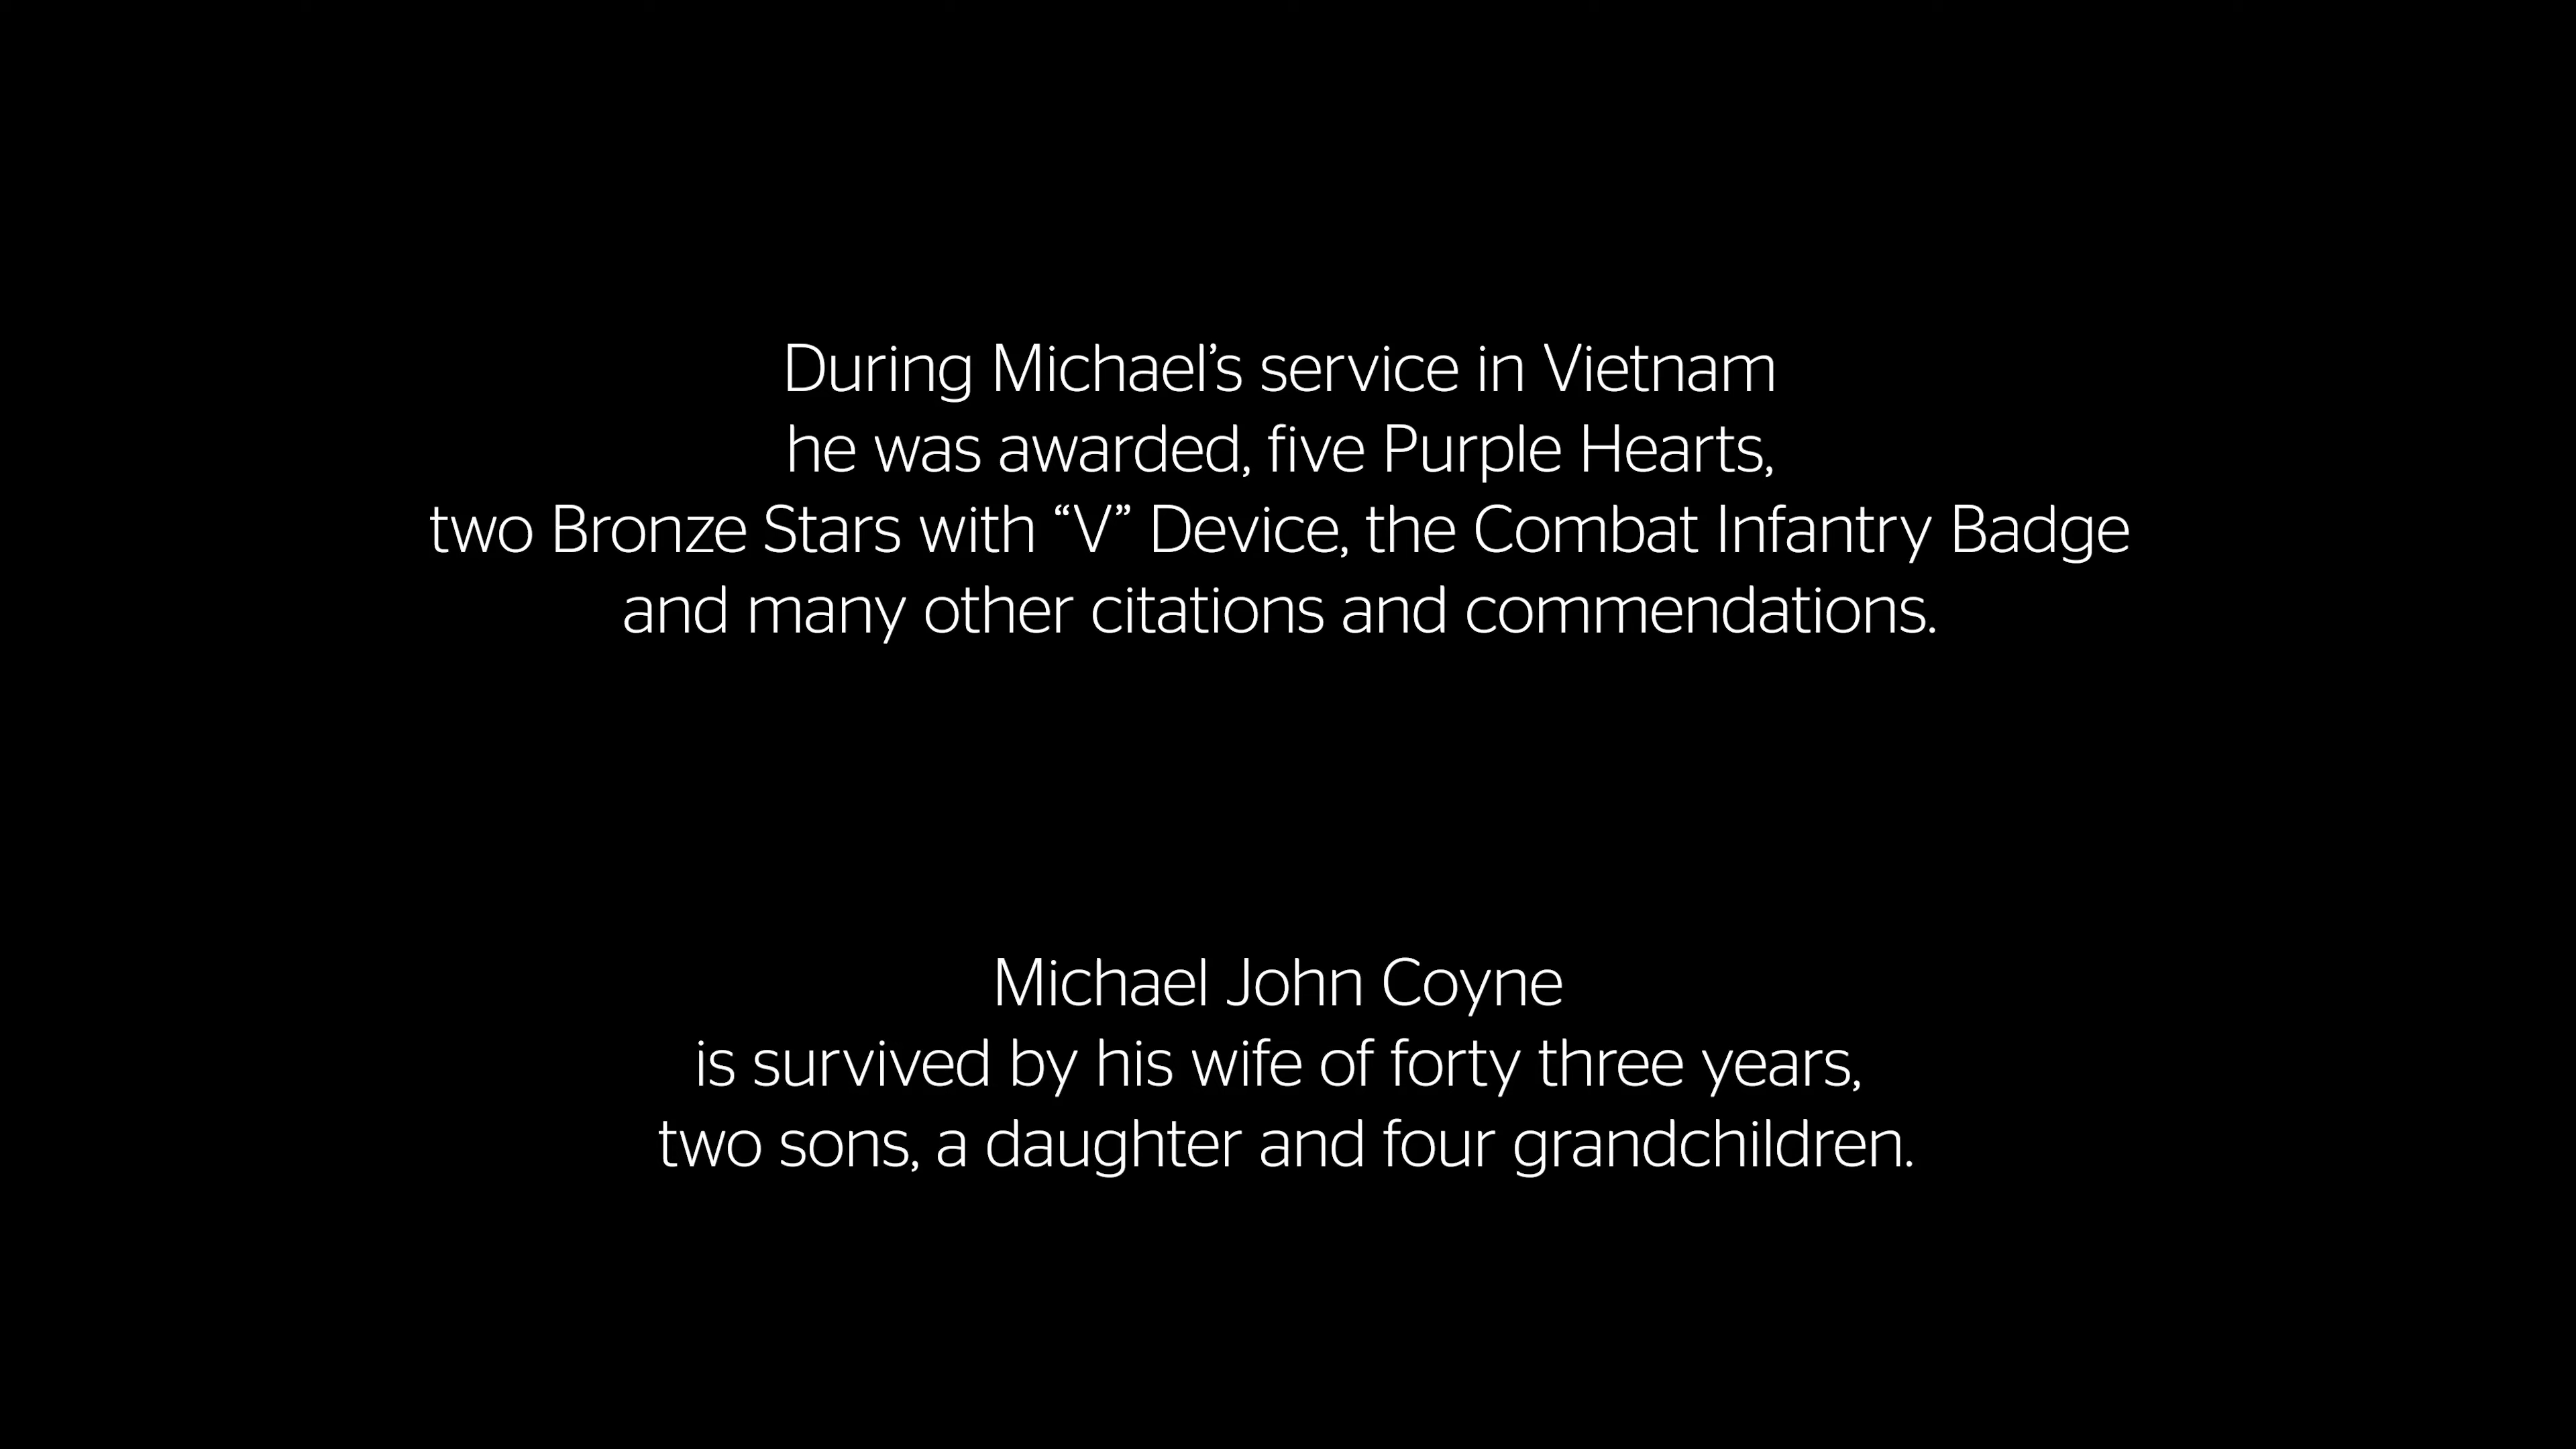 During Michael’s service in Vietnam
he was awarded, five Purple Hearts,
two Bronze Stars with “V” Device, the Combat Infantry Badge
and many other citations and commendations.
Michael John Coyne
is survived by his wife of forty three years,
two sons, a daughter and four grandchildren.